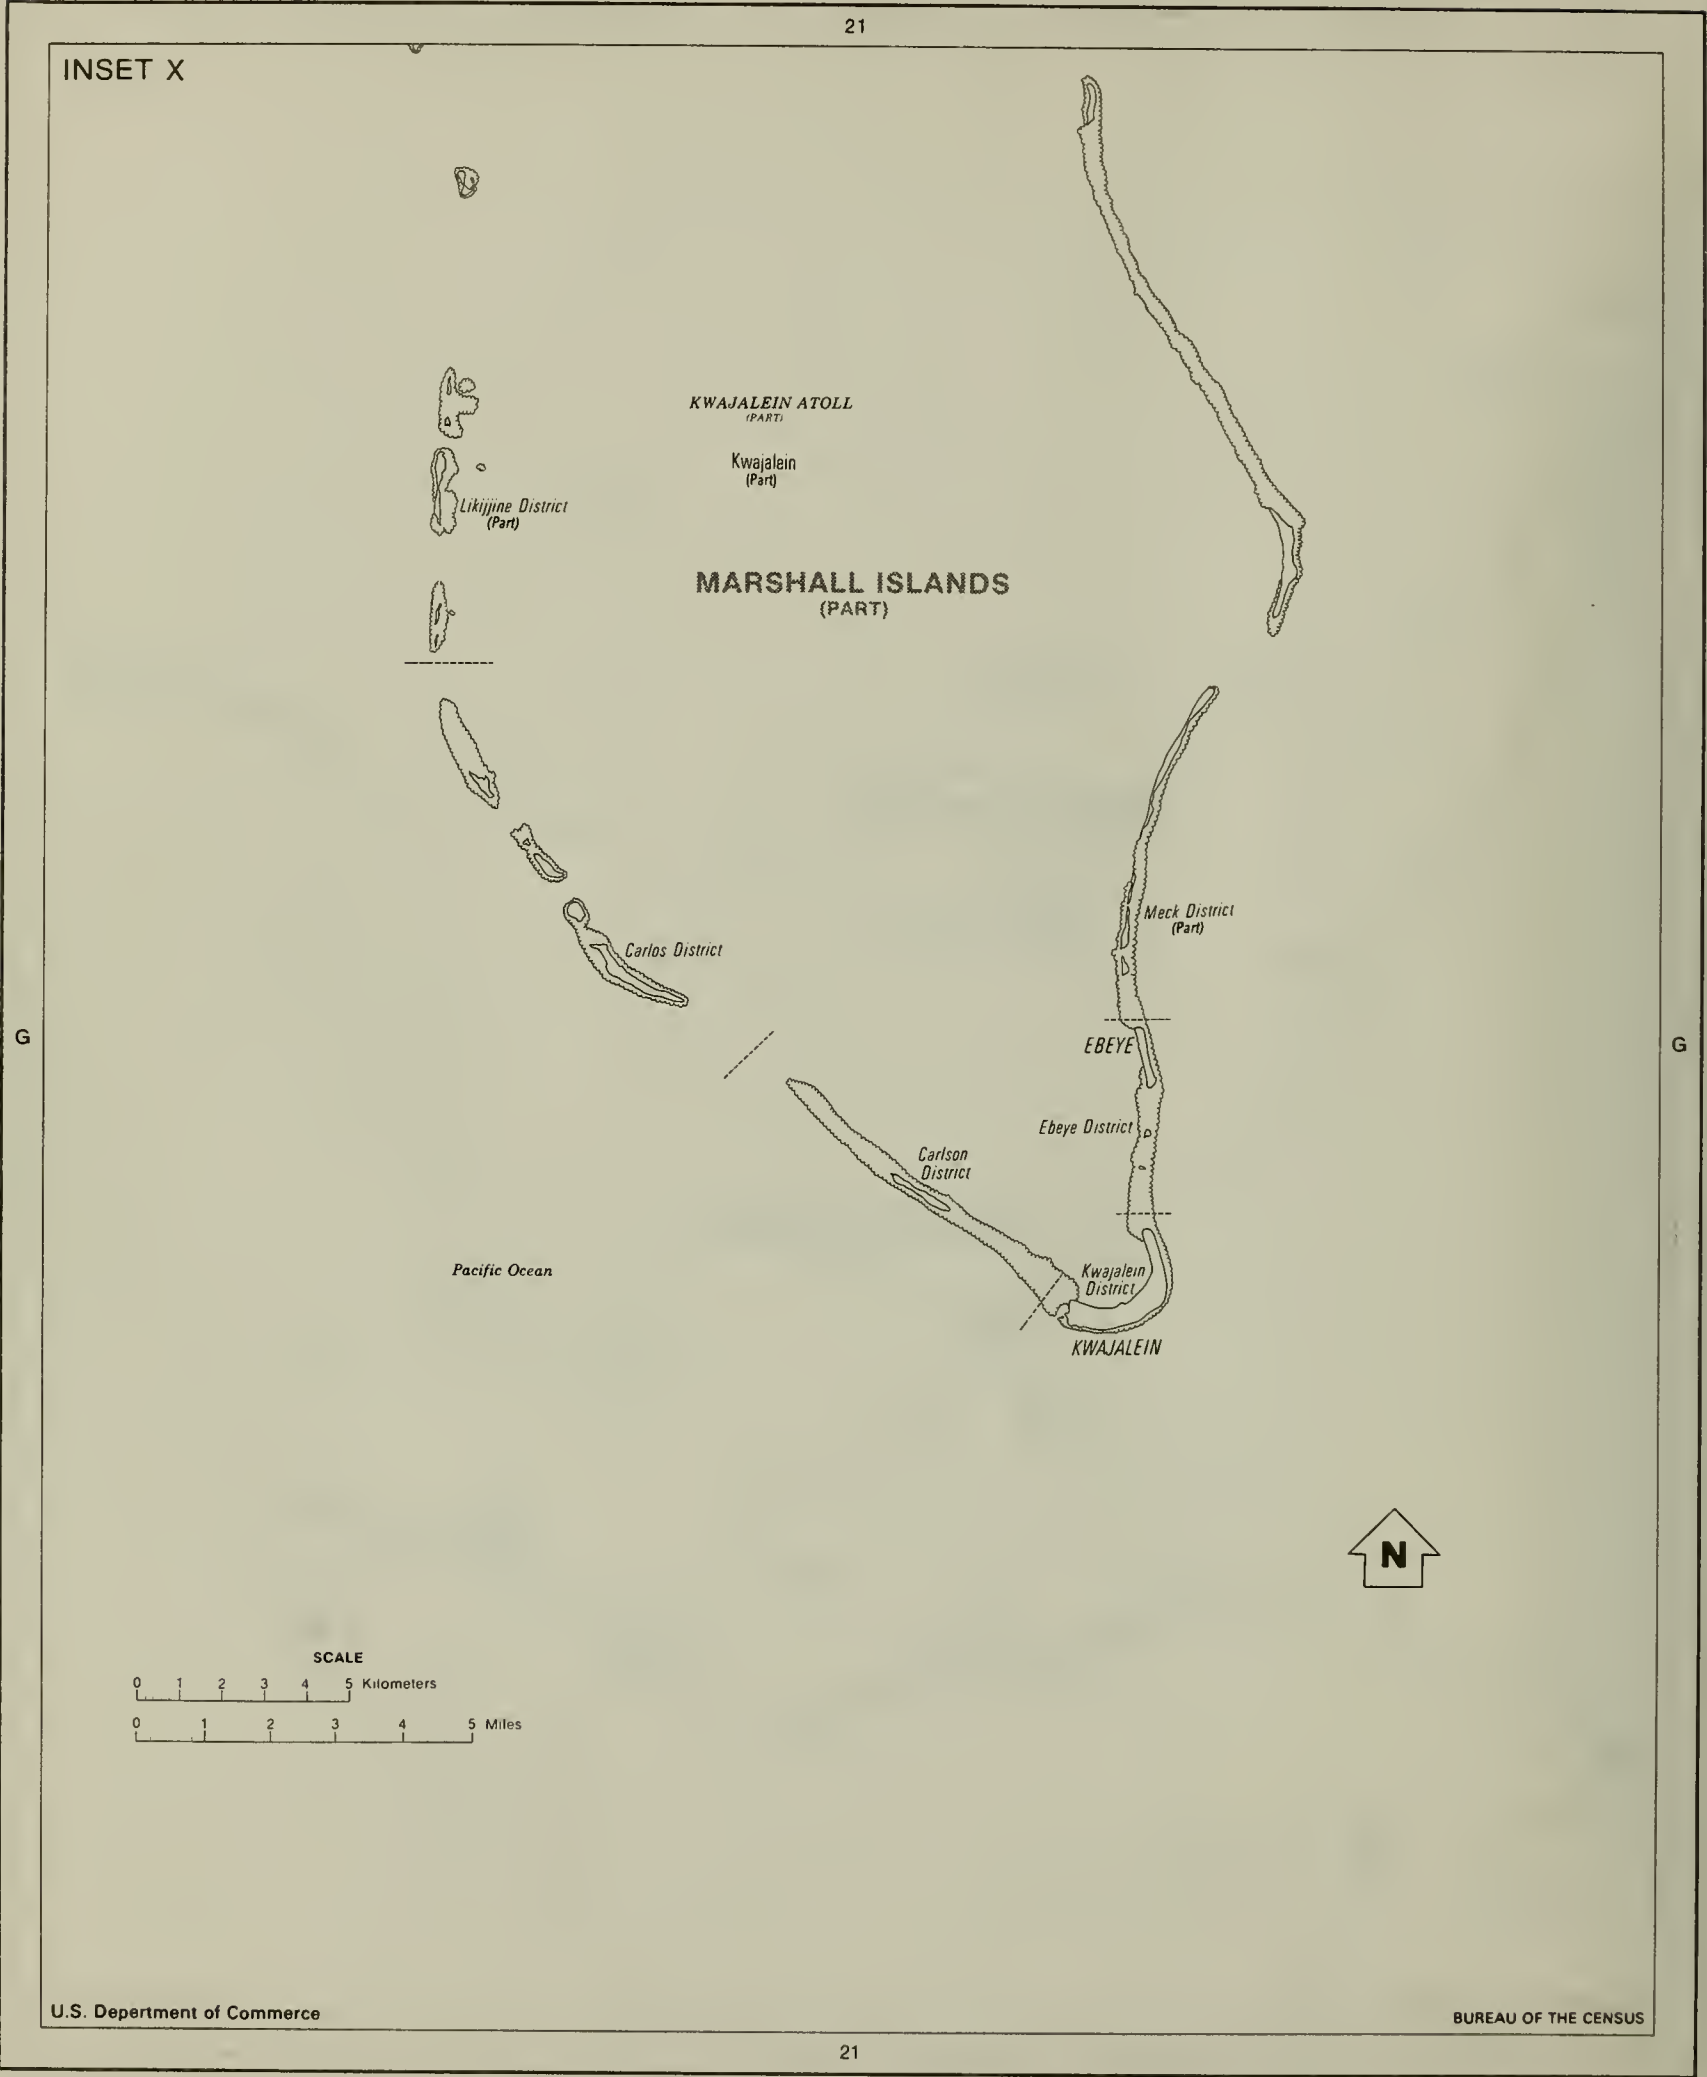 21
INSET X
KWAJALEIN ATOLL
(PART)
Kwajalein
(Part)
Likijjine District
(Part)
MARSHALL ISLANDS
(PART)
Meck District
(Part)
Carlos District
G
G
EBEYE
Ebeye District
Carlson
District
Pacific Ocean
Kwajalein
District
KWAJALEIN
N
SCALE
0 1 2 3 4 5 Kilometers
0 1 2 3 4 5 Miles
U.S. Department of Commerce
BUREAU OF THE CENSUS
21